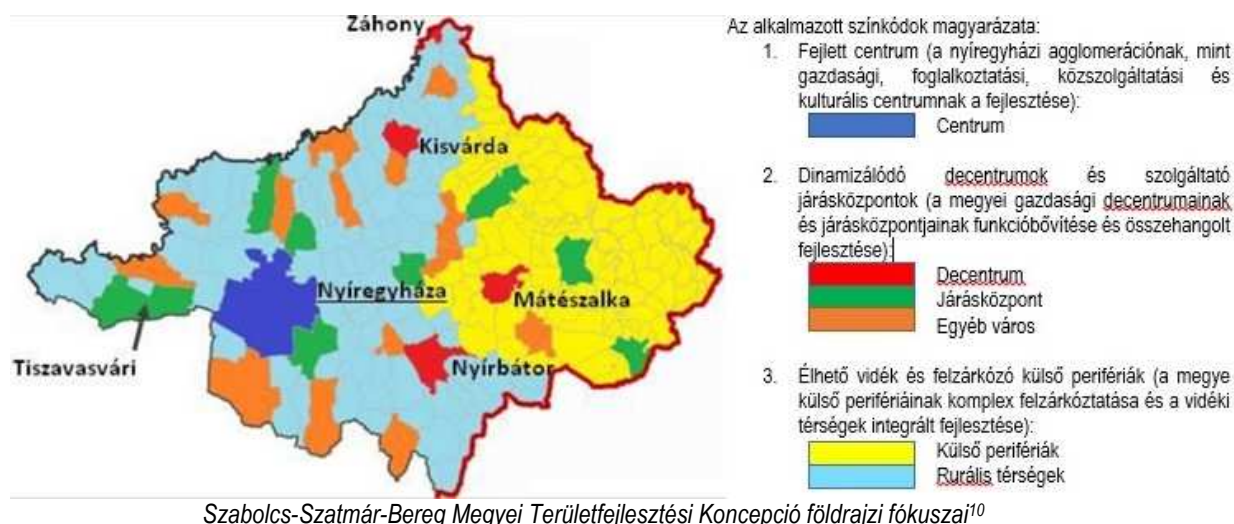 Záhony
Kisvárda
Nyíregyháza
Mátészalka
Tiszavasvári
Nyírbátor
Az alkalmazott színkódok magyarázata:
1. Fejlett centrum (a nyíregyházi agglomerációnak, mint
gazdasági, foglalkoztatási, közszolgáltatási és
kulturális centrumnak a fejlesztése):
Centrum
2. Dinamizálódó decentrumok és szolgáltató
járásközpontok (a megyei gazdasági decentrumainak
és járásközpontjainak funkcióbővítése és összehangolt
fejlesztése):
Decentrum
Járásközpont
Egyéb város
3. Élhető vidék és felzárkózó külső perifériák (a megye
külső perifériáinak komplex felzárkóztatása és a vidéki
térségek integrált fejlesztése):
Külső perifériák
Rurális térségek
Szabolcs-Szatmár-Bereg Megyei Területfejlesztési Koncepció földrajzi fókuszai¹⁰